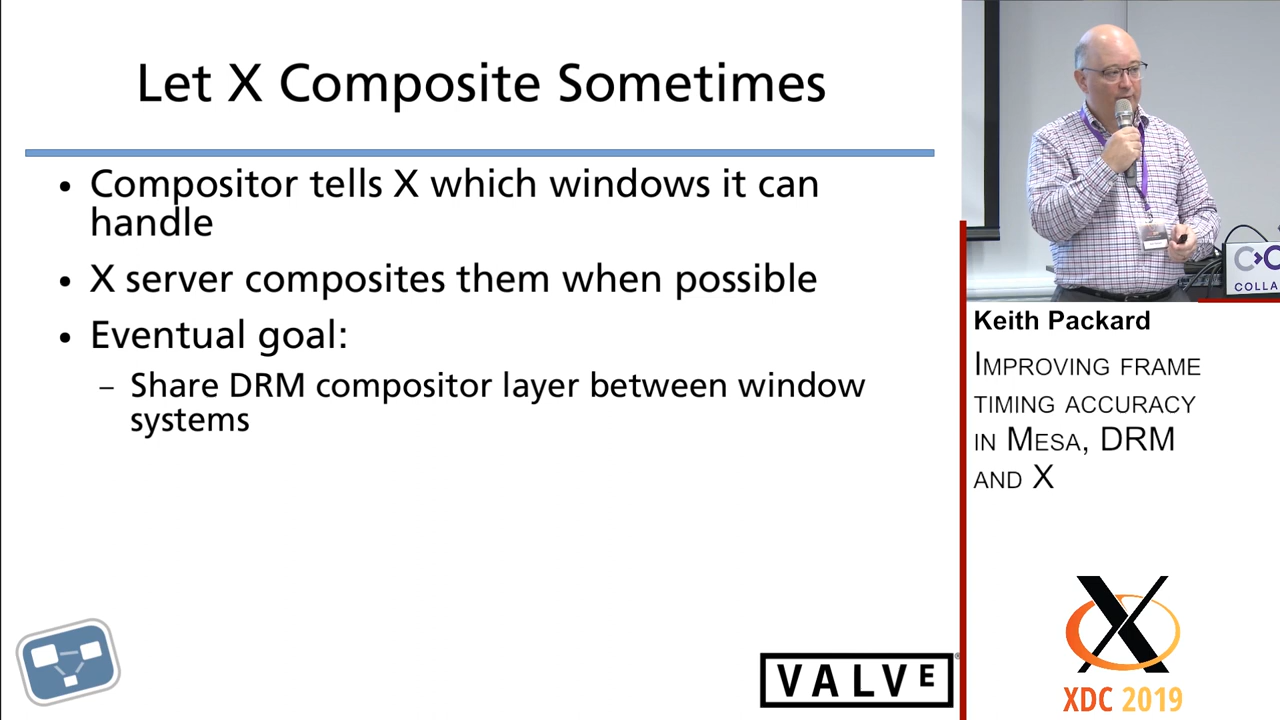 Let X Composite Sometimes
• Compositor tells X which windows it can
handle
• X server composites them when possible
• Eventual goal:
– Share DRM compositor layer between window
systems
VALVE®
COLLA
Keith Packard
Improving frame
timing accuracy
in Mesa, DRM
and X
X
XDC 2019